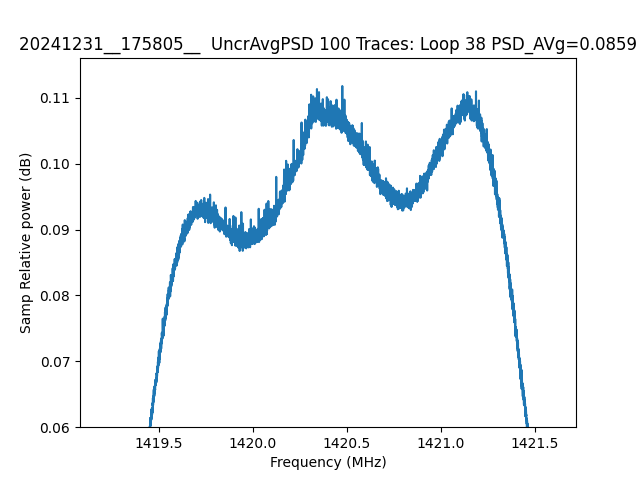 20241231__175805__  UncrAvgPSD 100 Traces: Loop 38 PSD_AVg=0.0859
Samp Relative power (dB)
0.11
0.10
0.09
0.08
0.07
0.06
1419.5 1420.0 1420.5 1421.0 1421.5
Frequency (MHz)